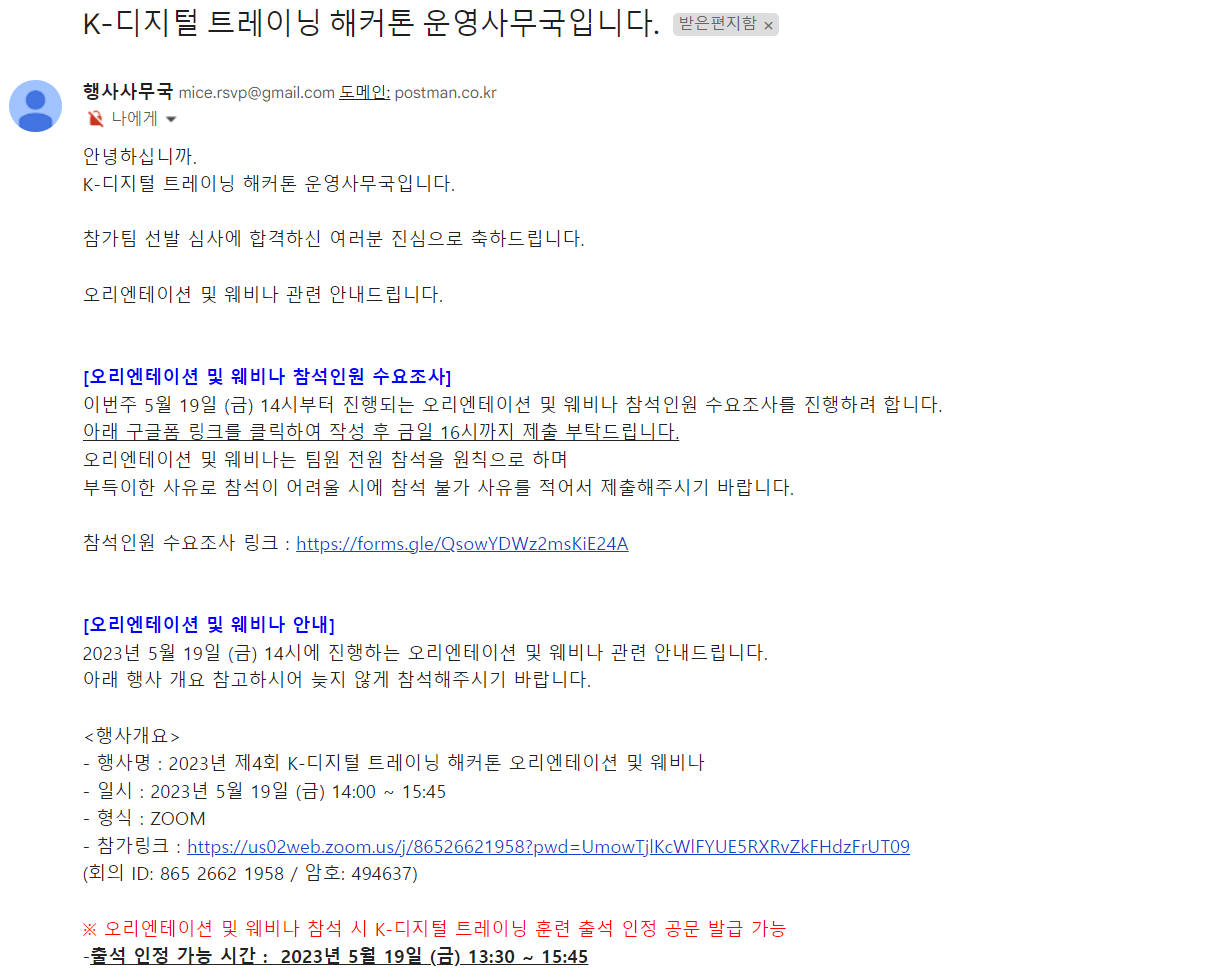 K-디지털 트레이닝 해커톤 운영사무국입니다. 받은편지함 ×
행사사무국 mice.rsvp@gmail.com 도메인: postman.co.kr
나에게
안녕하십니까.
K-디지털 트레이닝 해커톤 운영사무국입니다.
참가팀 선발 심사에 합격하신 여러분 진심으로 축하드립니다.
오리엔테이션 및 웨비나 관련 안내드립니다.
[오리엔테이션 및 웨비나 참석인원 수요조사]
이번주 5월 19일 (금) 14시부터 진행되는 오리엔테이션 및 웨비나 참석인원 수요조사를 진행하려 합니다.
아래 구글폼 링크를 클릭하여 작성 후 금일 16시까지 제출 부탁드립니다.
오리엔테이션 및 웨비나는 팀원 전원 참석을 원칙으로 하며
부득이한 사유로 참석이 어려울 시에 참석 불가 사유를 적어서 제출해주시기 바랍니다.
참석인원 수요조사 링크 : https://forms.gle/QsowYDWz2msKiE24A
[오리엔테이션 및 웨비나 안내]
2023년 5월 19일 (금) 14시에 진행하는 오리엔테이션 및 웨비나 관련 안내드립니다.
아래 행사 개요 참고하시어 늦지 않게 참석해주시기 바랍니다.
<행사개요>
- 행사명 : 2023년 제4회 K-디지털 트레이닝 해커톤 오리엔테이션 및 웨비나
- 일시 : 2023년 5월 19일 (금) 14:00 ~ 15:45
- 형식 : ZOOM
- 참가링크 : https://us02web.zoom.us/j/86526621958?pwd=UmowTjlKcWlFYUE5RXRvZkFHdzFrUT09
(회의 ID: 865 2662 1958 / 암호: 494637)
※ 오리엔테이션 및 웨비나 참석 시 K-디지털 트레이닝 훈련 출석 인정 공문 발급 가능
-출석 인정 가능 시간 : 2023년 5월 19일 (금) 13:30 ~ 15:45